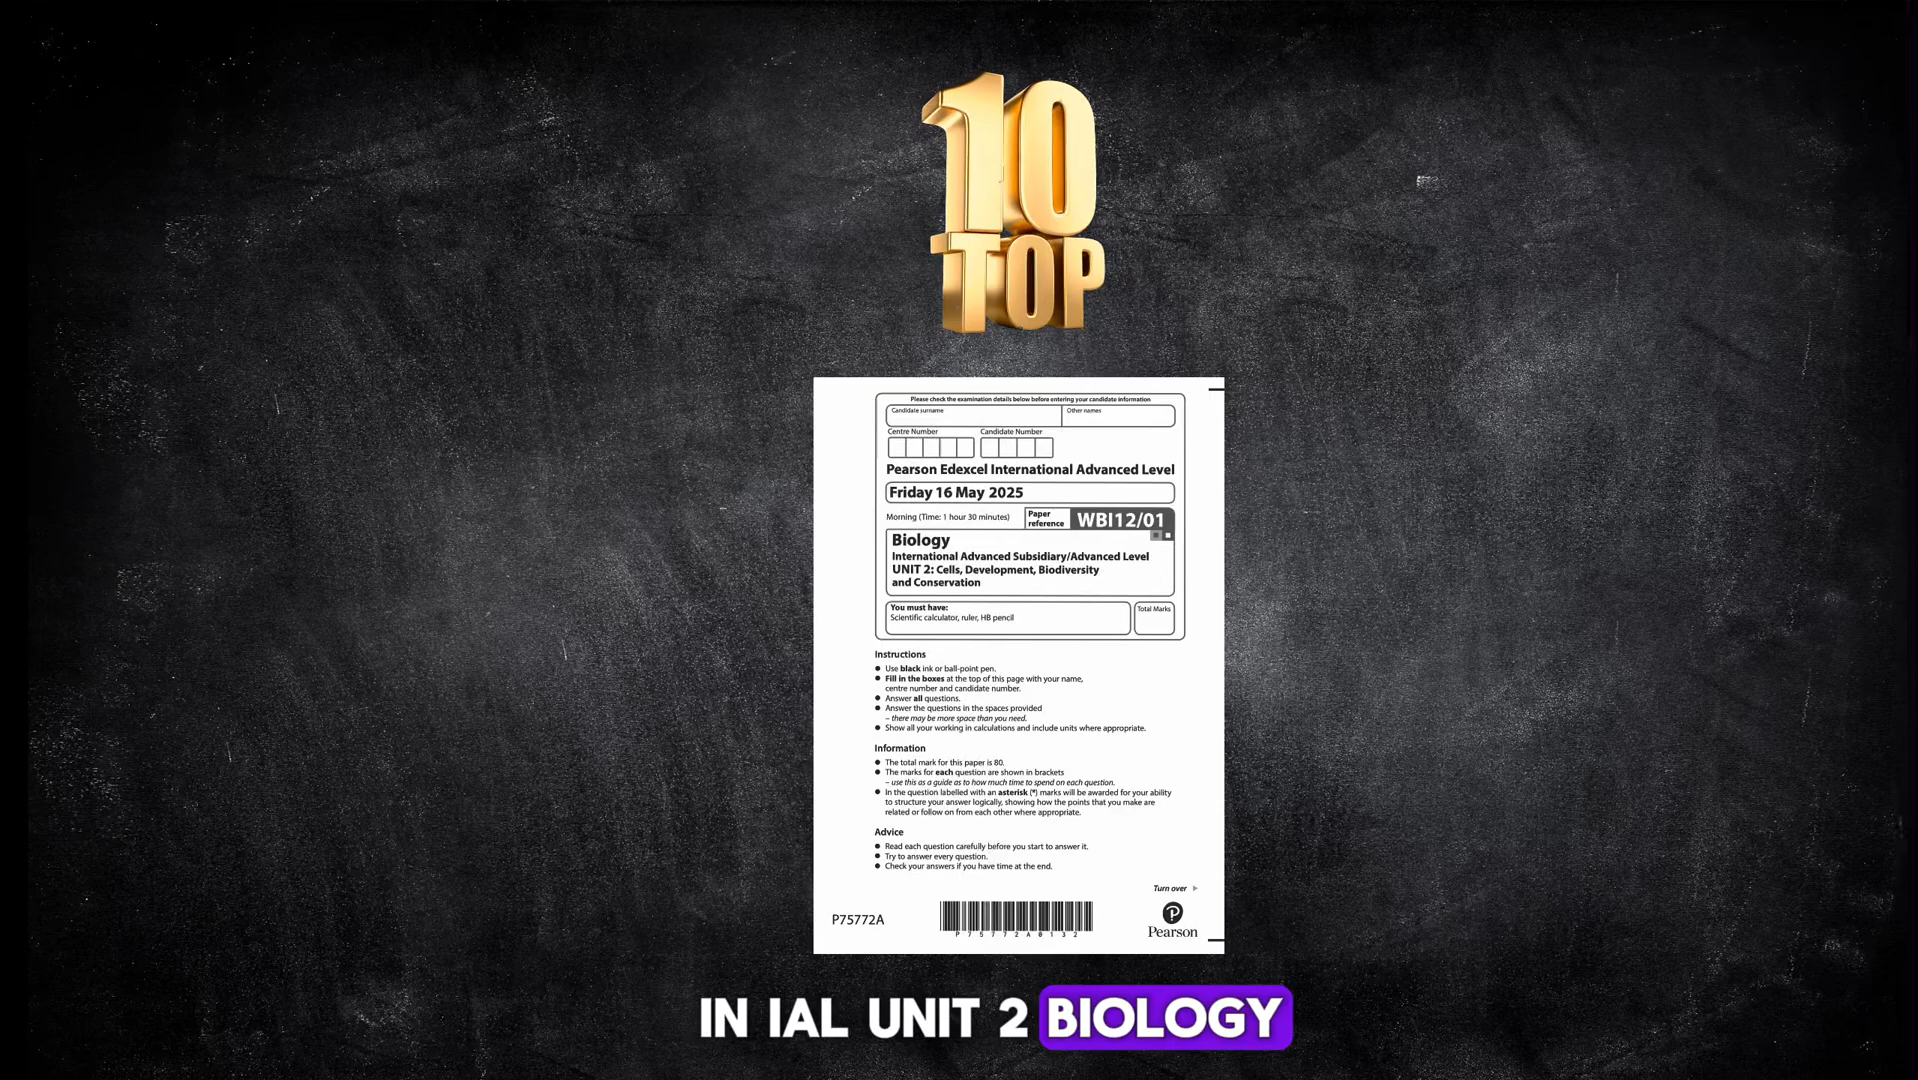 10
TOP
Please check the examination details below before entering your candidate information
Candidate surname
Other names
Centre Number
Candidate Number
Pearson Edexcel International Advanced Level
Friday 16 May 2025
Morning (Time: 1 hour 30 minutes)
Paper reference
WBI12/01
Biology
International Advanced Subsidiary/Advanced Level
UNIT 2: Cells, Development, Biodiversity
and Conservation
You must have:
Scientific calculator, ruler, HB pencil
Total Marks
Instructions
● Use black ink or ball-point pen.
● Fill in the boxes at the top of this page with your name,
centre number and candidate number.
● Answer all questions.
● Answer the questions in the spaces provided
– there may be more space than you need.
● Show all your working in calculations and include units where appropriate.
Information
● The total mark for this paper is 80.
● The marks for each question are shown in brackets
– use this as a guide as to how much time to spend on each question.
● In the question labelled with an asterisk (*) marks will be awarded for your ability
to structure your answer logically, showing how the points that you make are
related or follow on from each other where appropriate.
Advice
● Read each question carefully before you start to answer it.
● Try to answer every question.
● Check your answers if you have time at the end.
Turn over
P75772A
P75772A0132
Pearson
IN IAL UNIT 2 BIOLOGY